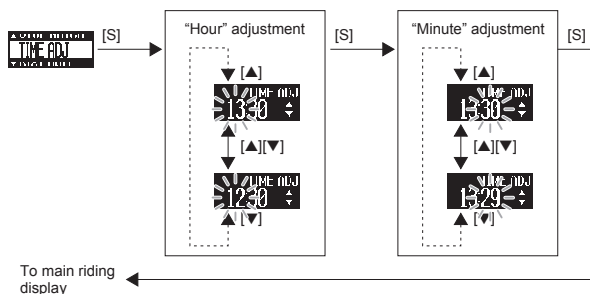 TIME ADJ
[S]
“Hour” adjustment
[▲]
TIME ADJ
13:30
[▲][▼]
TIME ADJ
12:30
[▼]
[S]
“Minute” adjustment
[▲]
TIME ADJ
13:30
[▲][▼]
TIME ADJ
13:29
[▼]
[S]
To main riding
display